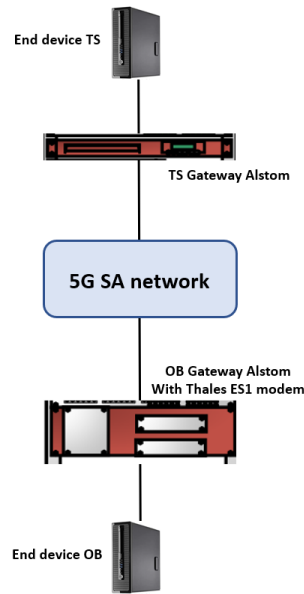 End device TS
TS Gateway Alstom
5G SA network
OB Gateway Alstom
With Thales ES1 modem
End device OB